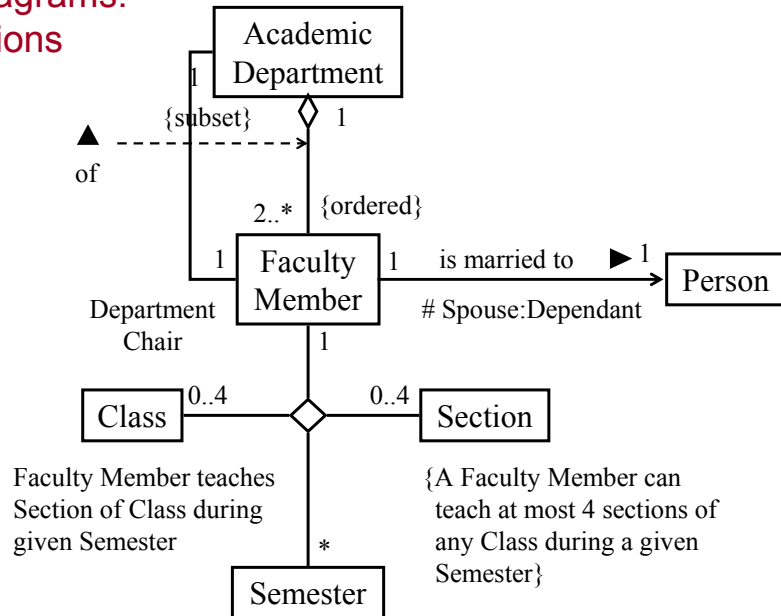 agrams:
ions
Academic
Department
1
{subset}
1
▲
of
2..*
{ordered}
1
Faculty
Member
1
is married to
▶
1
Person
# Spouse:Dependant
Department
Chair
1
Class
0..4
0..4
Section
Faculty Member teaches
Section of Class during
given Semester
{A Faculty Member can
teach at most 4 sections of
any Class during a given
Semester}
*
Semester